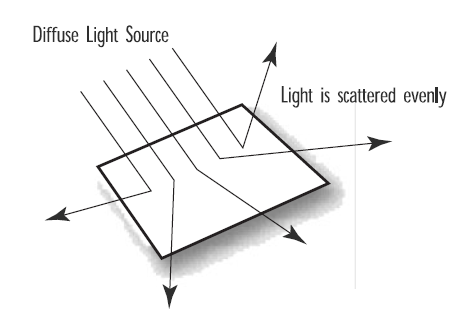 Diffuse Light Source
Light is scattered evenly